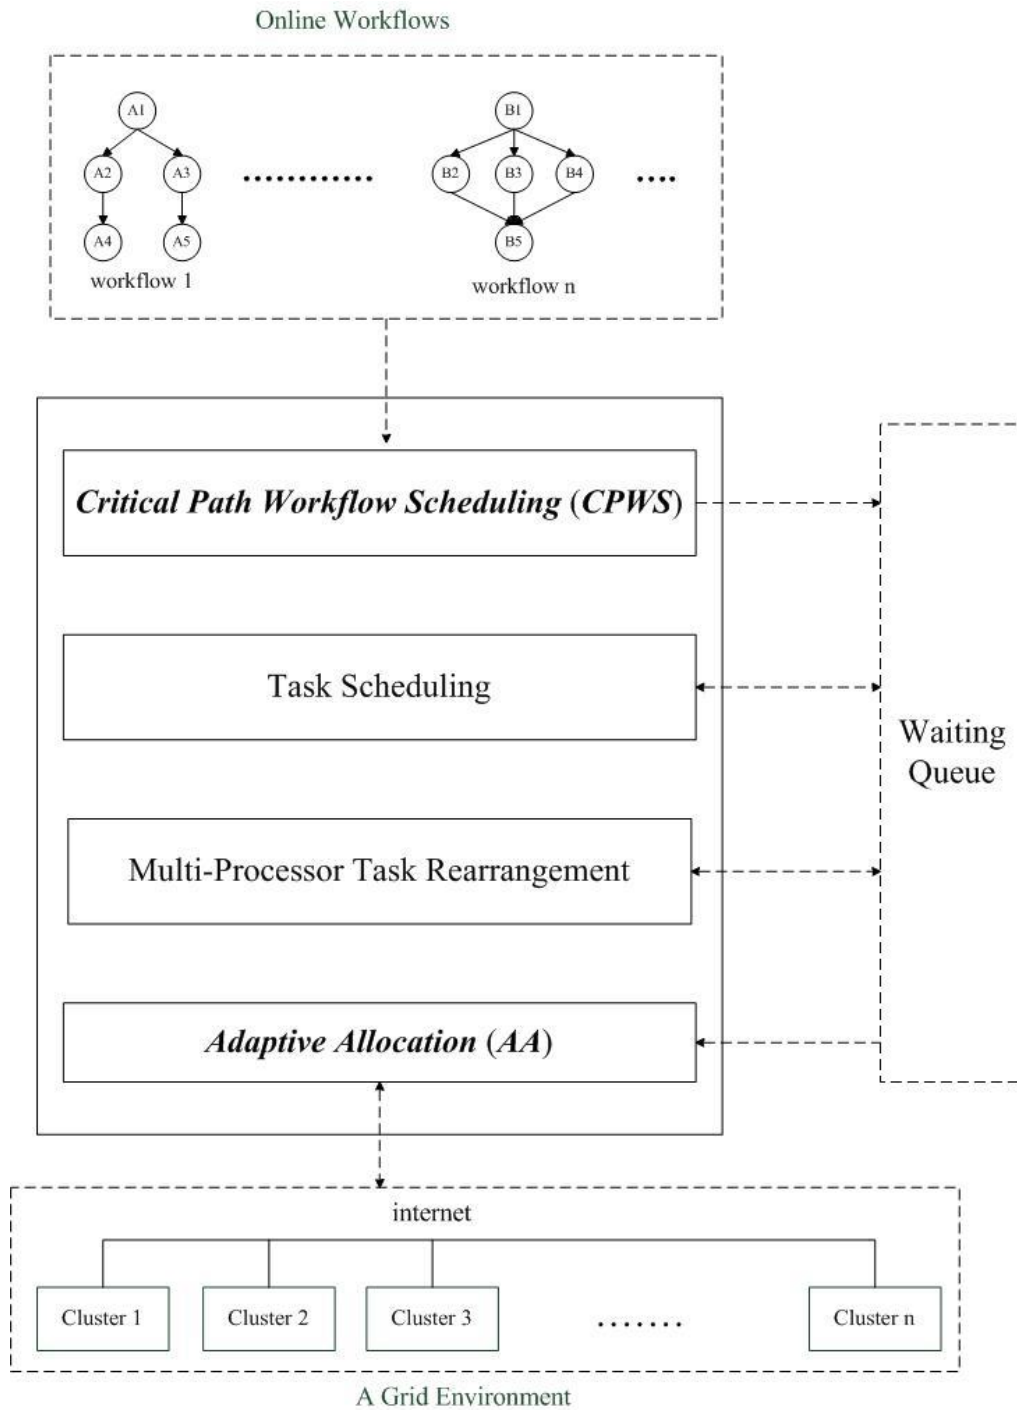 Online Workflows
A1
B1
A2
A3
............
B2
B3
B4
....
A4
A5
B5
workflow 1
workflow n
Critical Path Workflow Scheduling (CPWS)
Task Scheduling
Waiting
Queue
Multi-Processor Task Rearrangement
Adaptive Allocation (AA)
internet
Cluster 1
Cluster 2
Cluster 3
.......
Cluster n
A Grid Environment